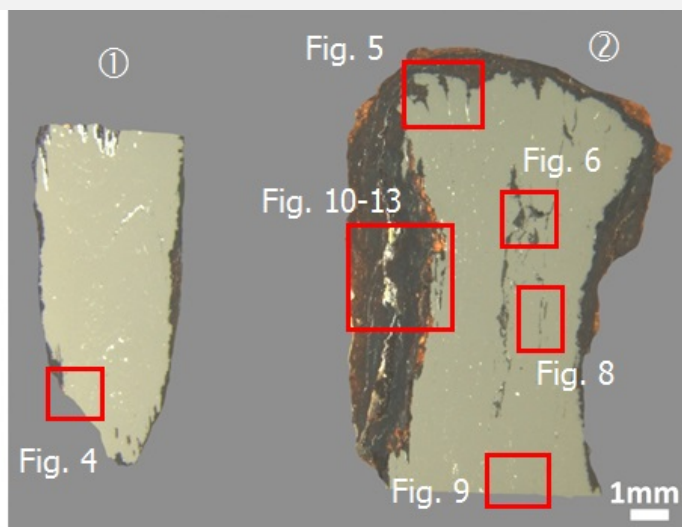 ①
②
Fig. 5
Fig. 6
Fig. 10-13
Fig. 8
Fig. 4
Fig. 9
1mm